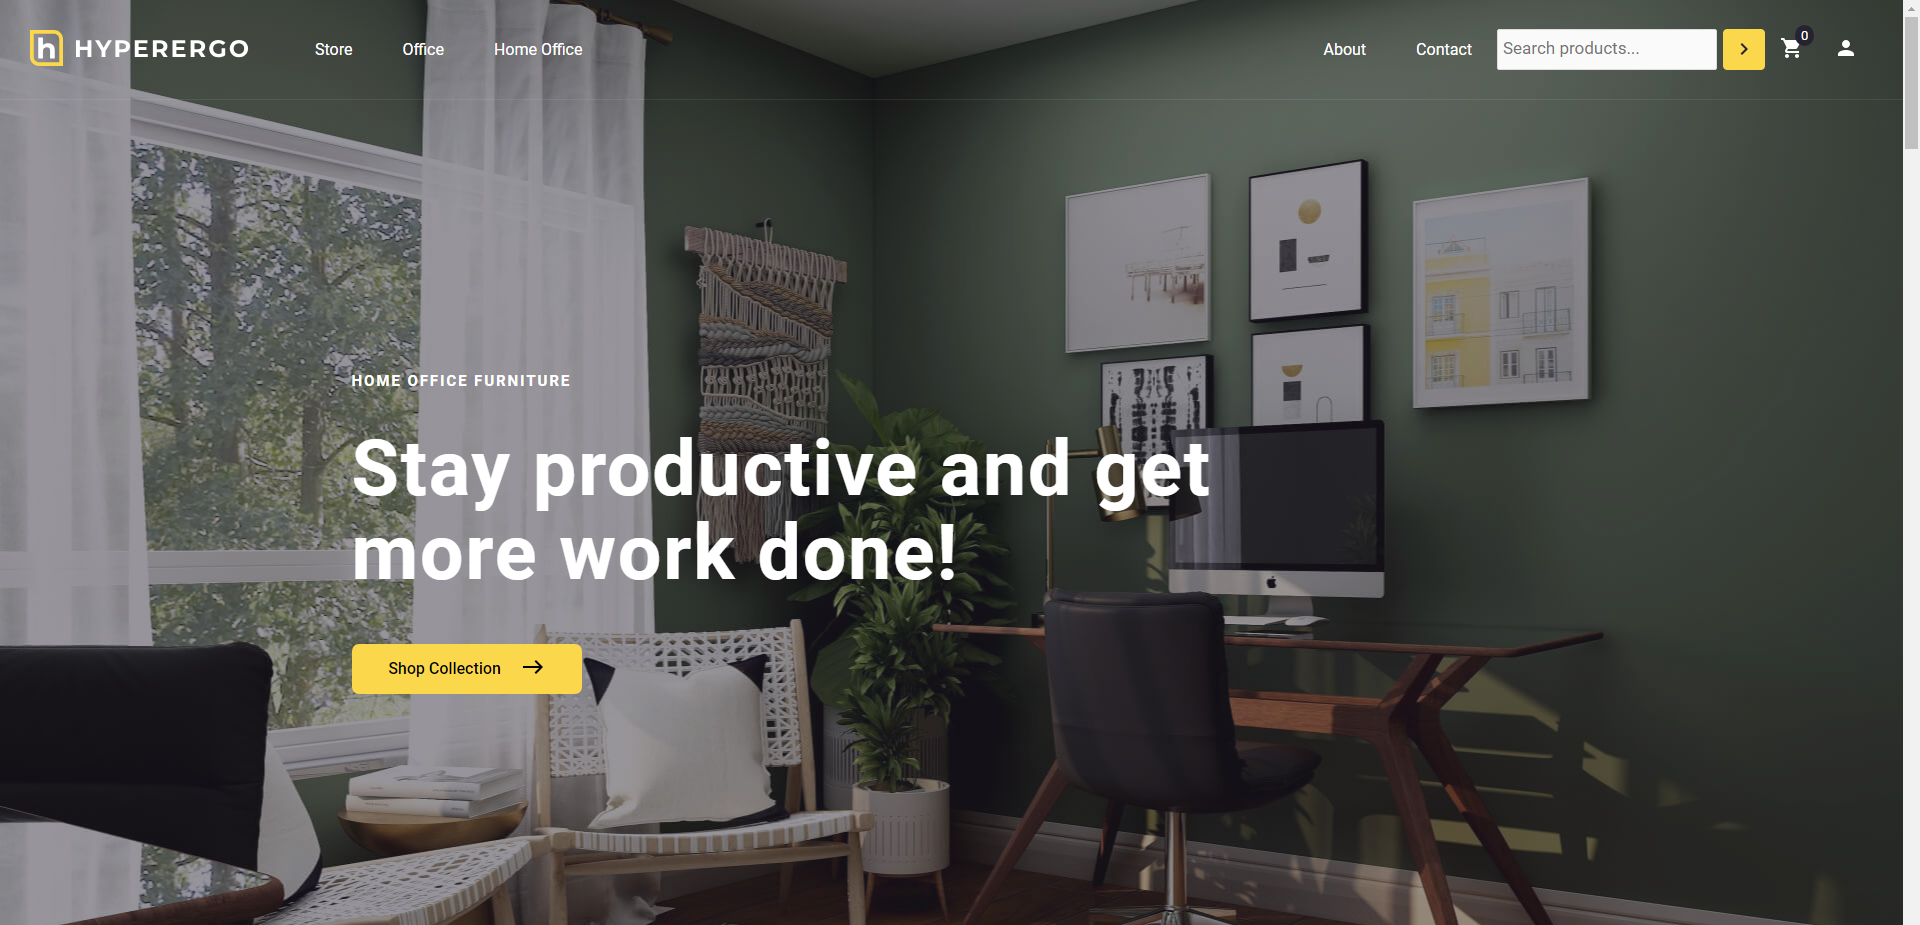 HYPERERGO
Store
Office
Home Office
About
Contact
Search products...
0
HOME OFFICE FURNITURE
Stay productive and get
more work done!
Shop Collection